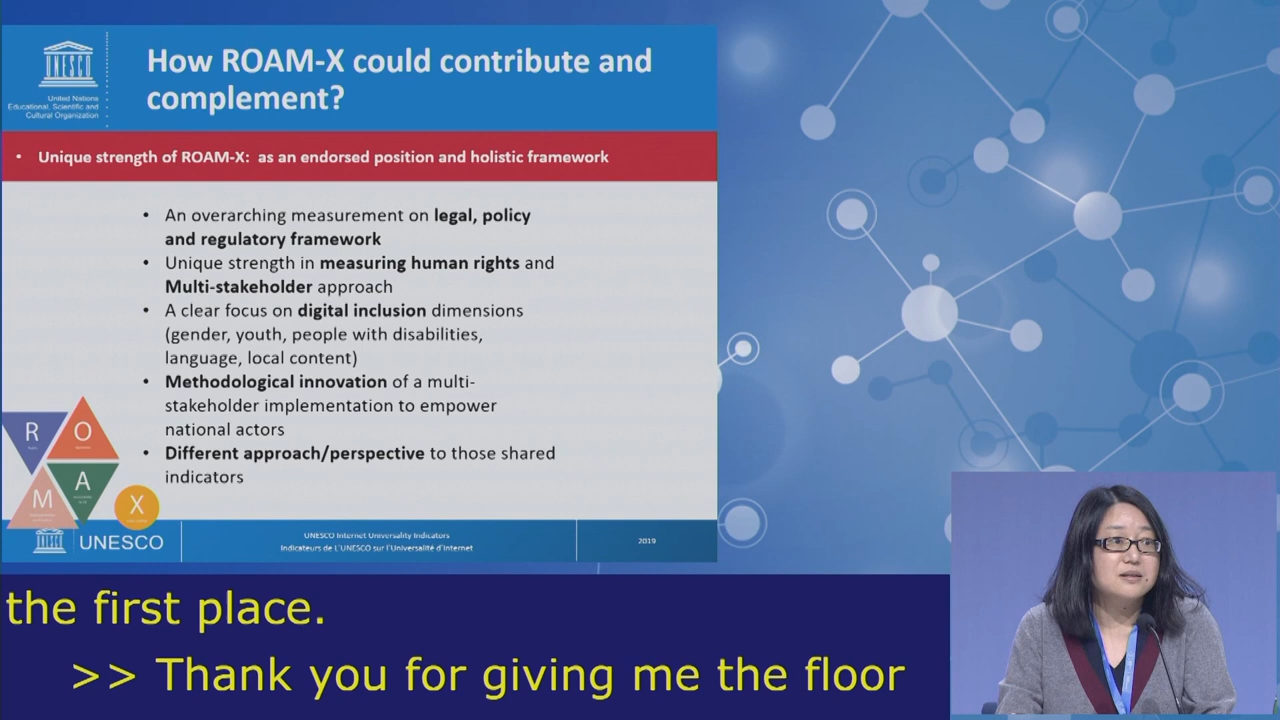 UNESCO
United Nations
Educational, Scientific and
Cultural Organization
How ROAM-X could contribute and
complement?
• Unique strength of ROAM-X: as an endorsed position and holistic framework
• An overarching measurement on legal, policy
and regulatory framework
• Unique strength in measuring human rights and
Multi-stakeholder approach
• A clear focus on digital inclusion dimensions
(gender, youth, people with disabilities,
language, local content)
• Methodological innovation of a multi-
stakeholder implementation to empower
national actors
• Different approach/perspective to those shared
indicators
R
O
A
M
X
UNESCO
UNESCO Internet Universality Indicators
Indicateurs de L'UNESCO sur l'Universalité d'Internet
2019
the first place.
>> Thank you for giving me the floor